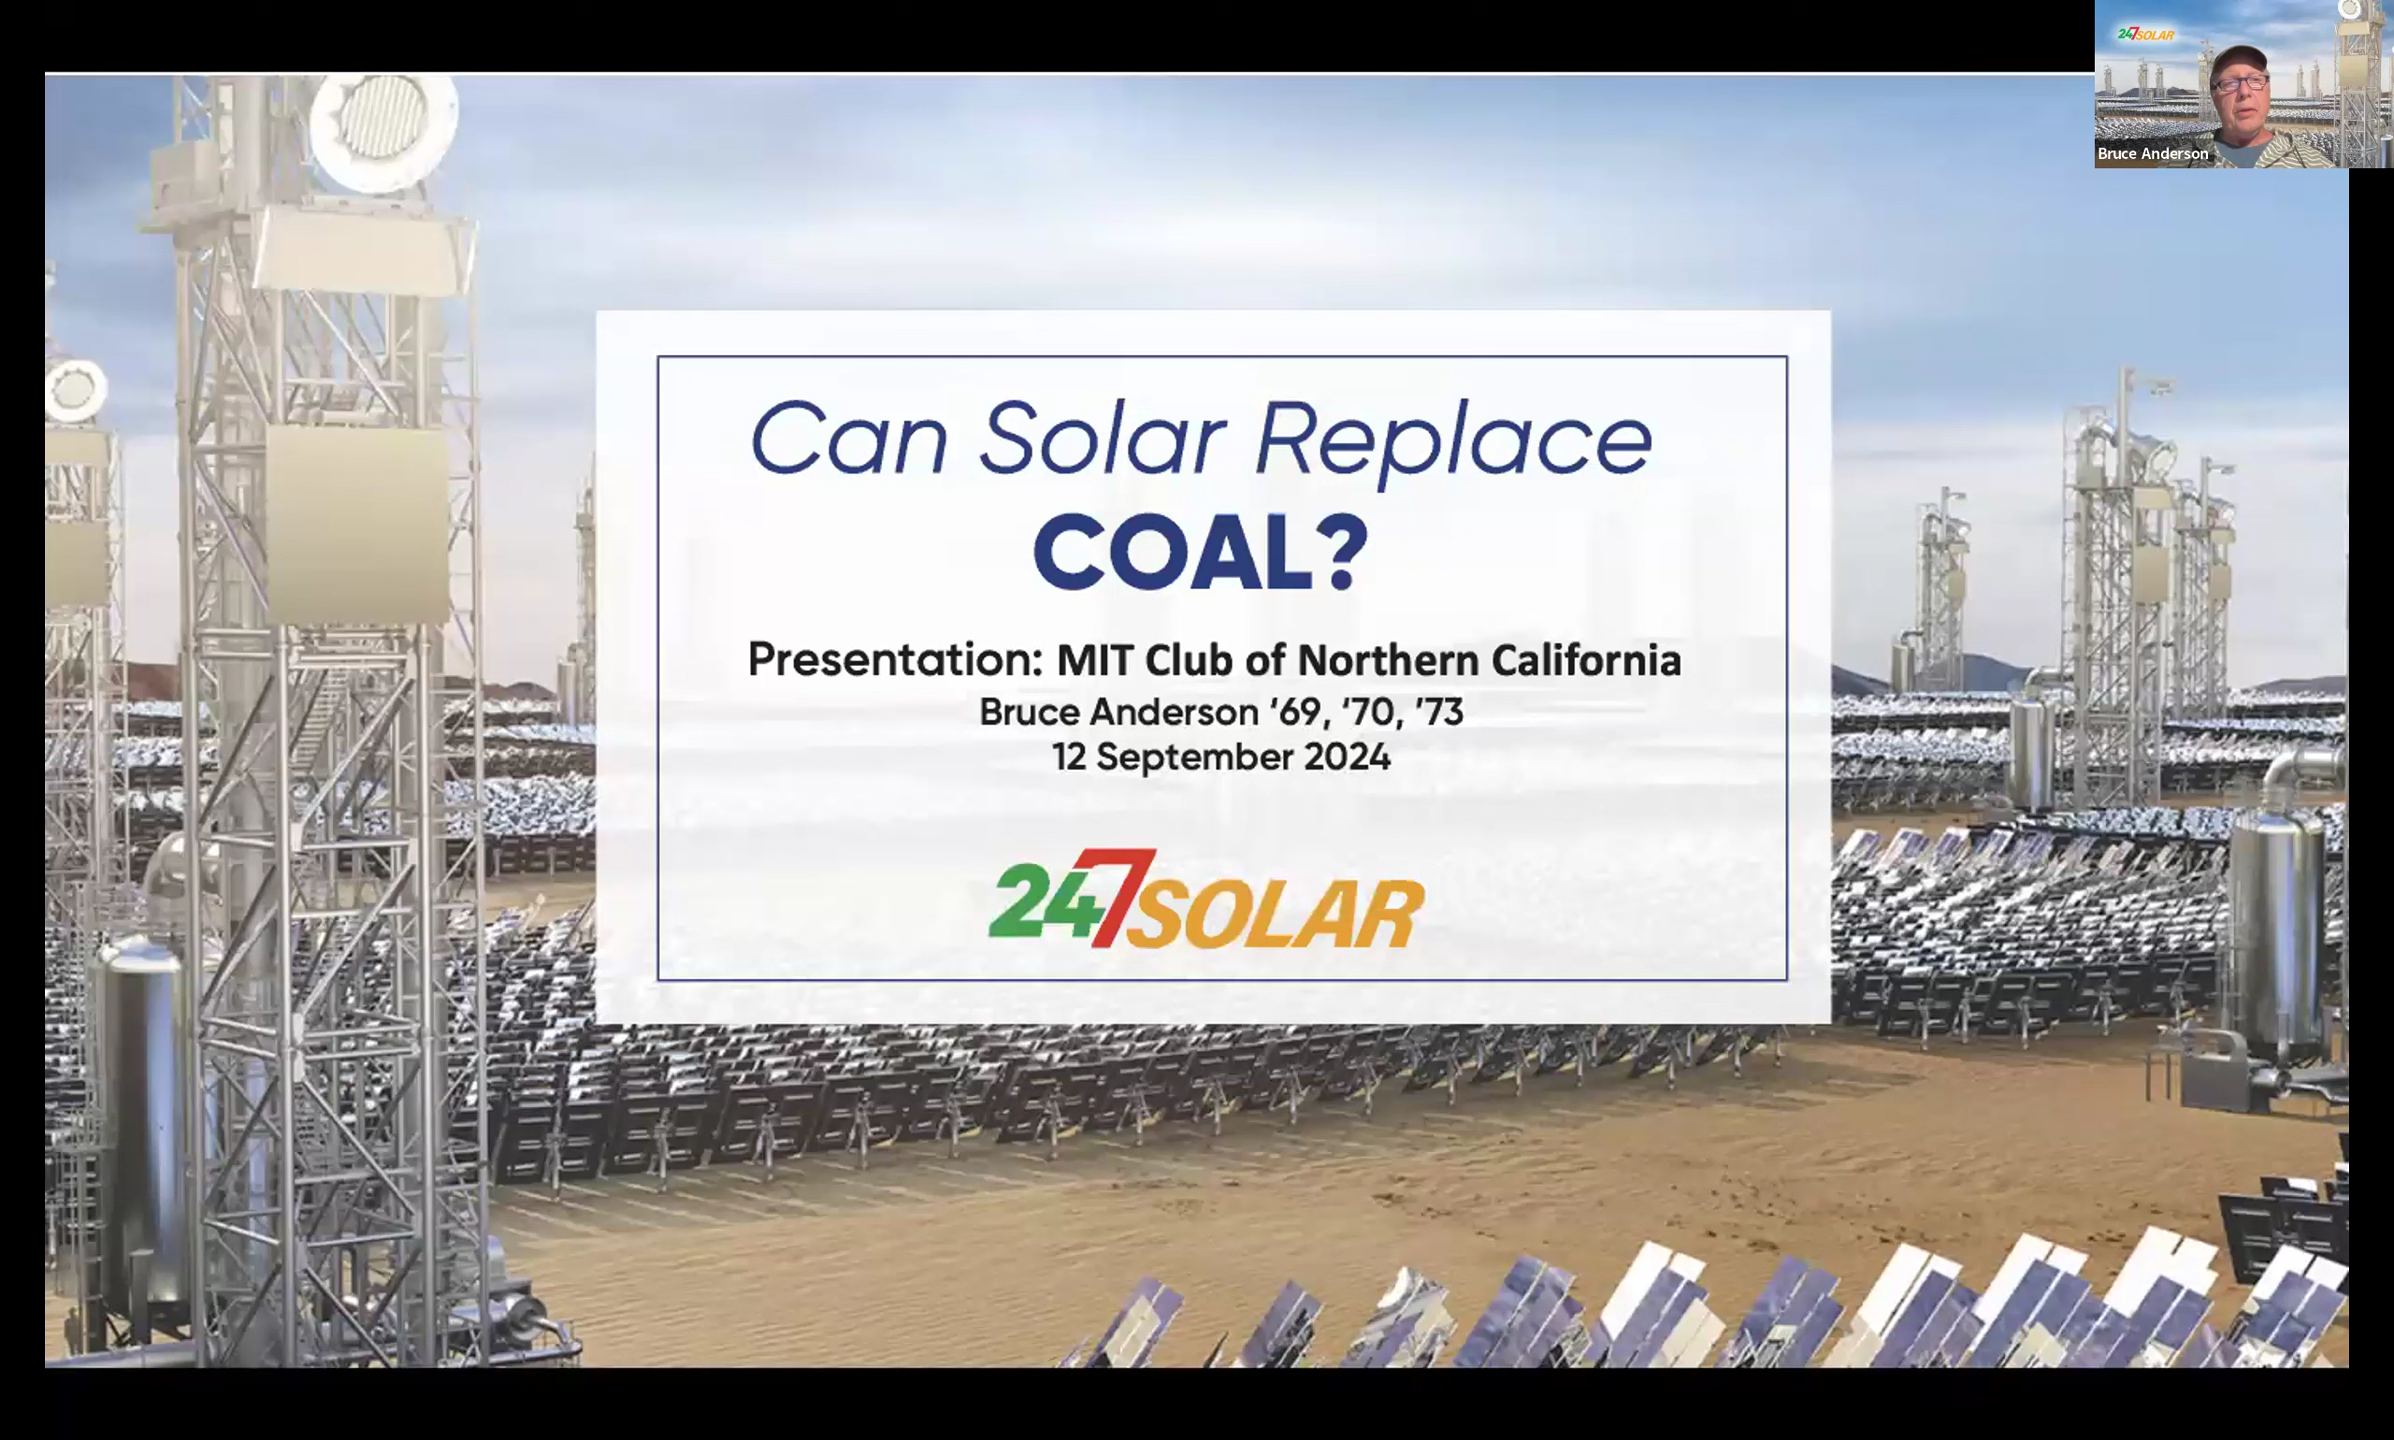 247SOLAR
Bruce Anderson
Can Solar Replace
COAL?
Presentation: MIT Club of Northern California
Bruce Anderson ’69, ’70, ’73
12 September 2024
247SOLAR